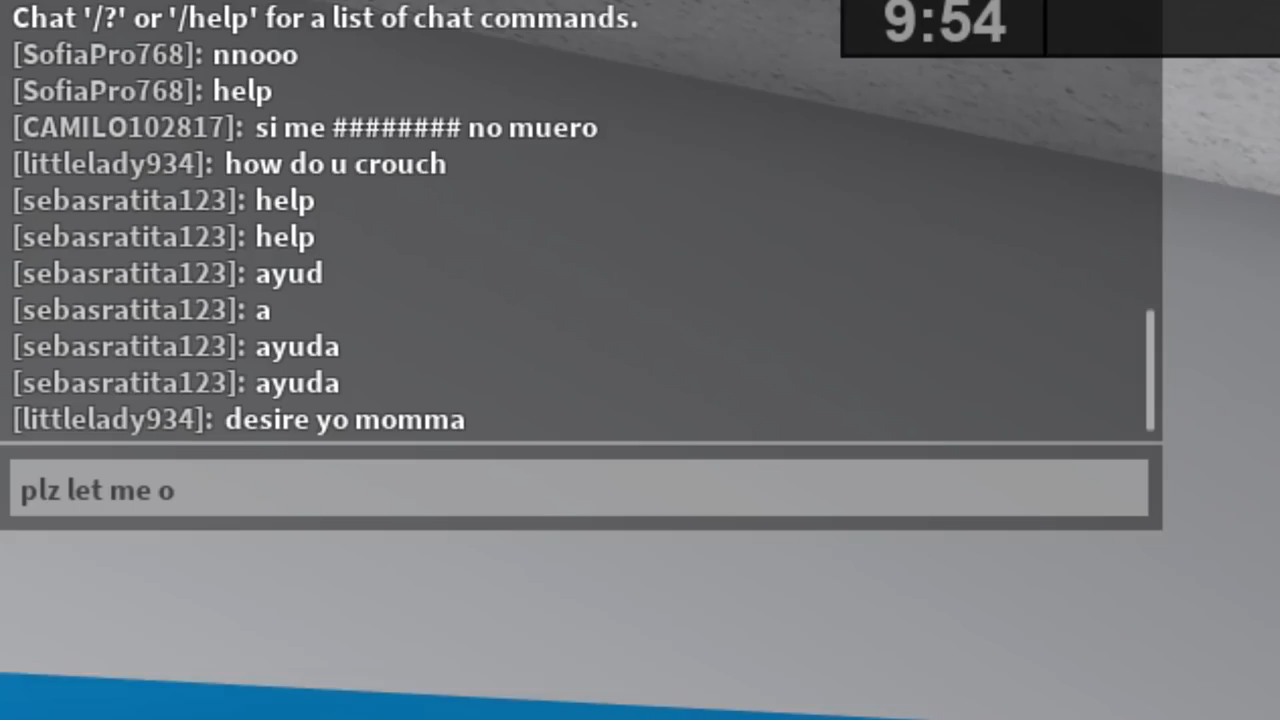 Chat '/?' or '/help' for a list of chat commands.
9:54
[SofiaPro768]: nnooo
[SofiaPro768]: help
[CAMILO102817]: si me ######## no muero
[littlelady934]: how do u crouch
[sebasratita123]: help
[sebasratita123]: help
[sebasratita123]: ayud
[sebasratita123]: a
[sebasratita123]: ayuda
[sebasratita123]: ayuda
[littlelady934]: desire yo momma
plz let me o